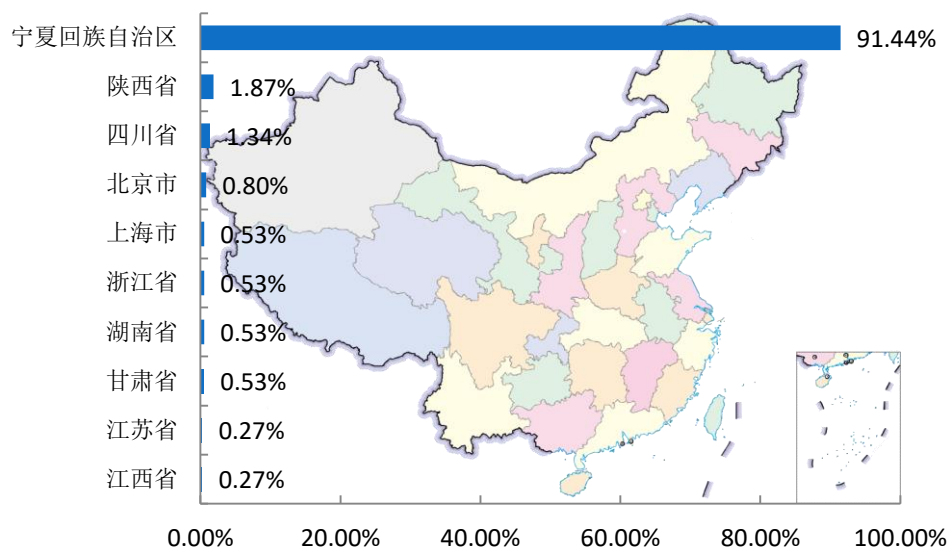 宁夏回族自治区 91.44%
陕西省 1.87%
四川省 1.34%
北京市 0.80%
上海市 0.53%
浙江省 0.53%
湖南省 0.53%
甘肃省 0.53%
江苏省 0.27%
江西省 0.27%
0.00% 20.00% 40.00% 60.00% 80.00% 100.00%